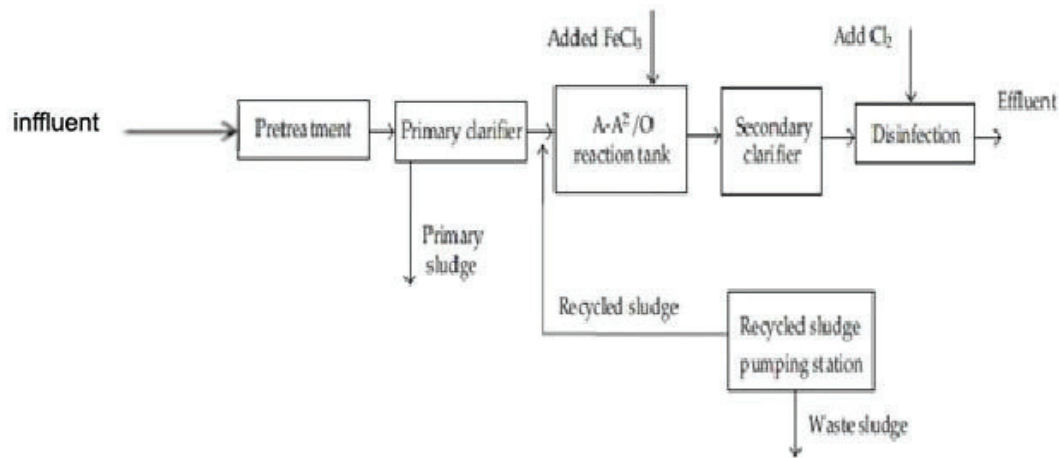 Added FeCl₃
Add Cl₂
inffluent
Pretreatment
Primary clarifier
A-A²/O
reaction tank
Secondary
clarifier
Disinfection
Effluent
Primary
sludge
Recycled sludge
Recycled sludge
pumping station
Waste sludge